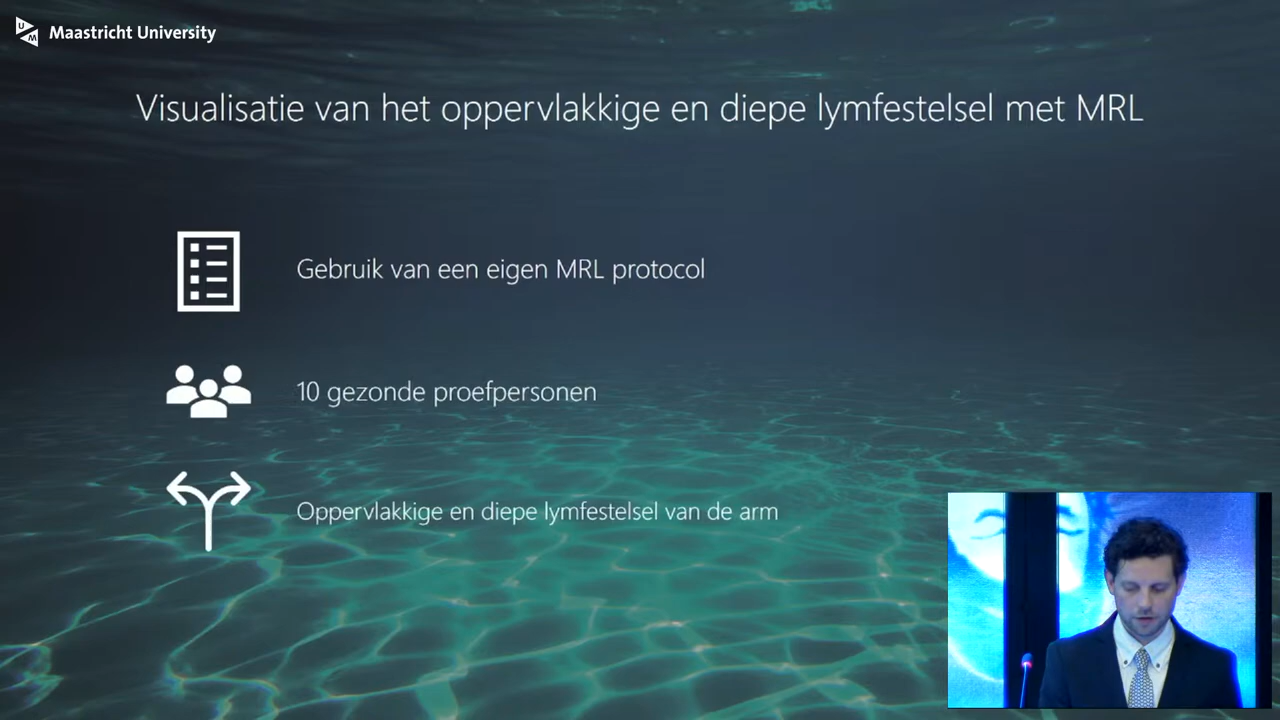 UM Maastricht University
Visualisatie van het oppervlakkige en diepe lymfestelsel met MRL
Gebruik van een eigen MRL protocol
10 gezonde proefpersonen
Oppervlakkige en diepe lymfestelsel van de arm